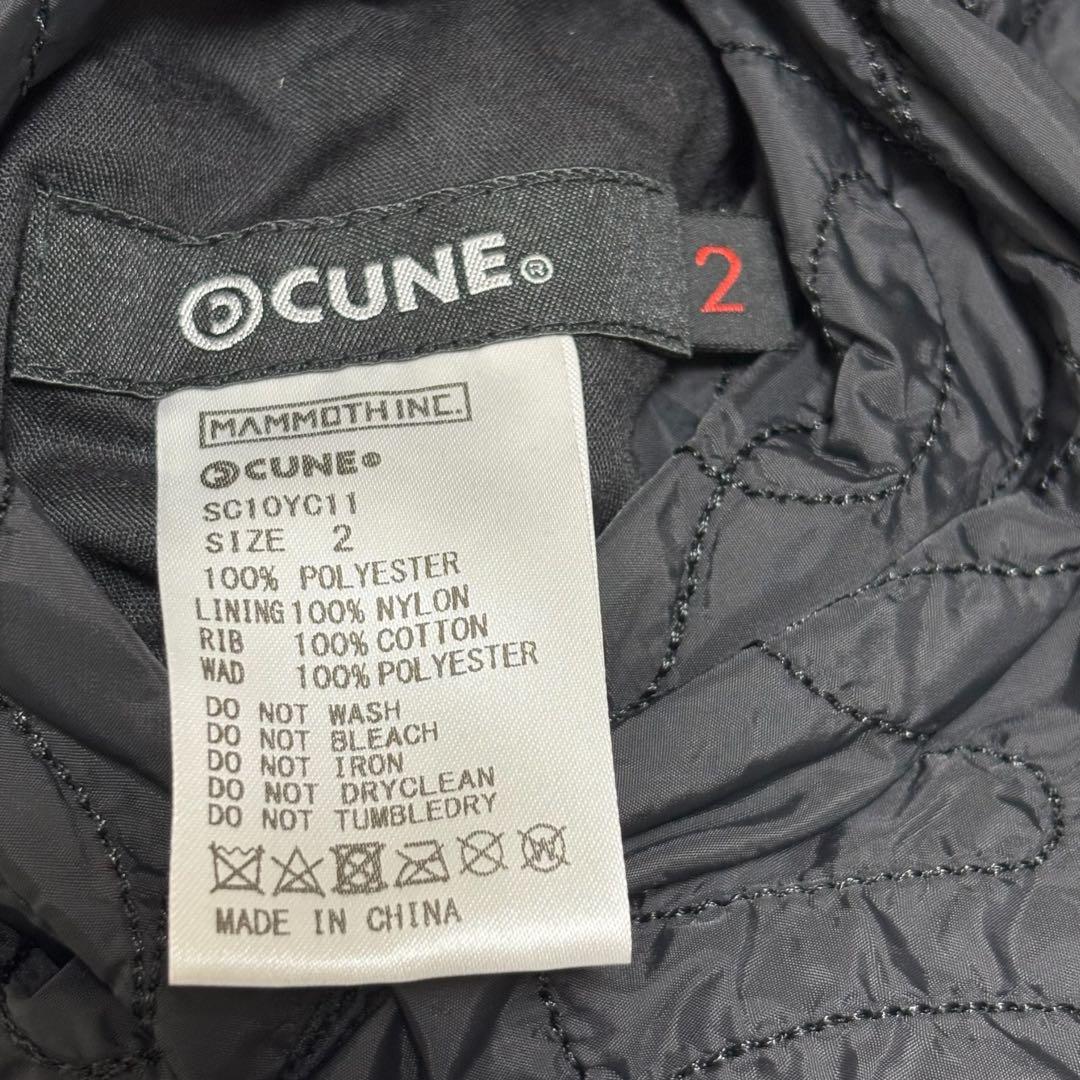 CUNE®
2
MAMMOTH INC.
CUNE®
SC10YC11
SIZE 2
100% POLYESTER
LINING 100% NYLON
RIB 100% COTTON
WAD 100% POLYESTER
DO NOT WASH
DO NOT BLEACH
DO NOT IRON
DO NOT DRYCLEAN
DO NOT TUMBLEDRY
W
MADE IN CHINA